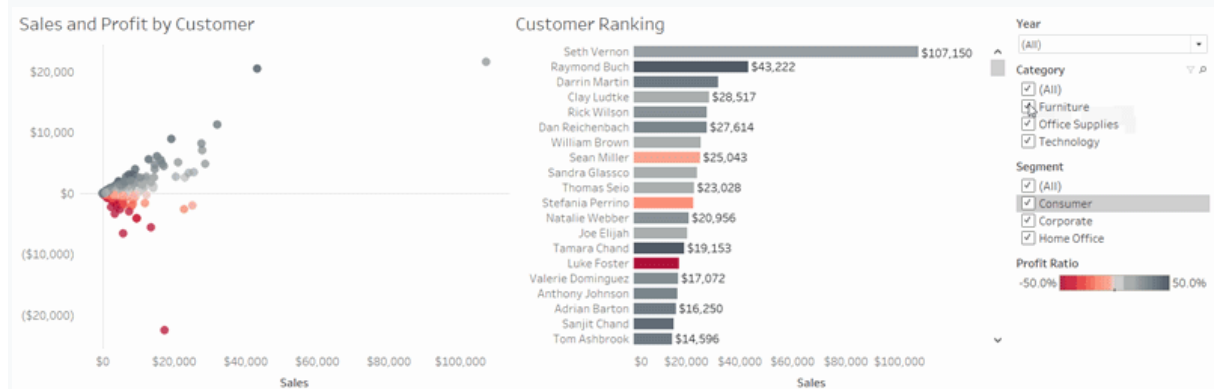 Sales and Profit by Customer
$20,000
$10,000
$0
($10,000)
($20,000)
$0 $20,000 $40,000 $60,000 $80,000 $100,000
Sales
Customer Ranking
Seth Vernon $107,150
Raymond Buch $43,222
Darrin Martin
Clay Ludtke $28,517
Rick Wilson
Dan Reichenbach $27,614
William Brown
Sean Miller $25,043
Sandra Glassco
Thomas Seio $23,028
Stefania Perrino
Natalie Webber $20,956
Joe Elijah
Tamara Chand $19,153
Luke Foster
Valerie Dominguez $17,072
Anthony Johnson
Adrian Barton $16,250
Sanjit Chand
Tom Ashbrook $14,596
$0 $20,000 $40,000 $60,000 $80,000 $100,000
Sales
Year
(All)
Category
(All)
Furniture
Office Supplies
Technology
Segment
(All)
Consumer
Corporate
Home Office
Profit Ratio
-50.0% 50.0%